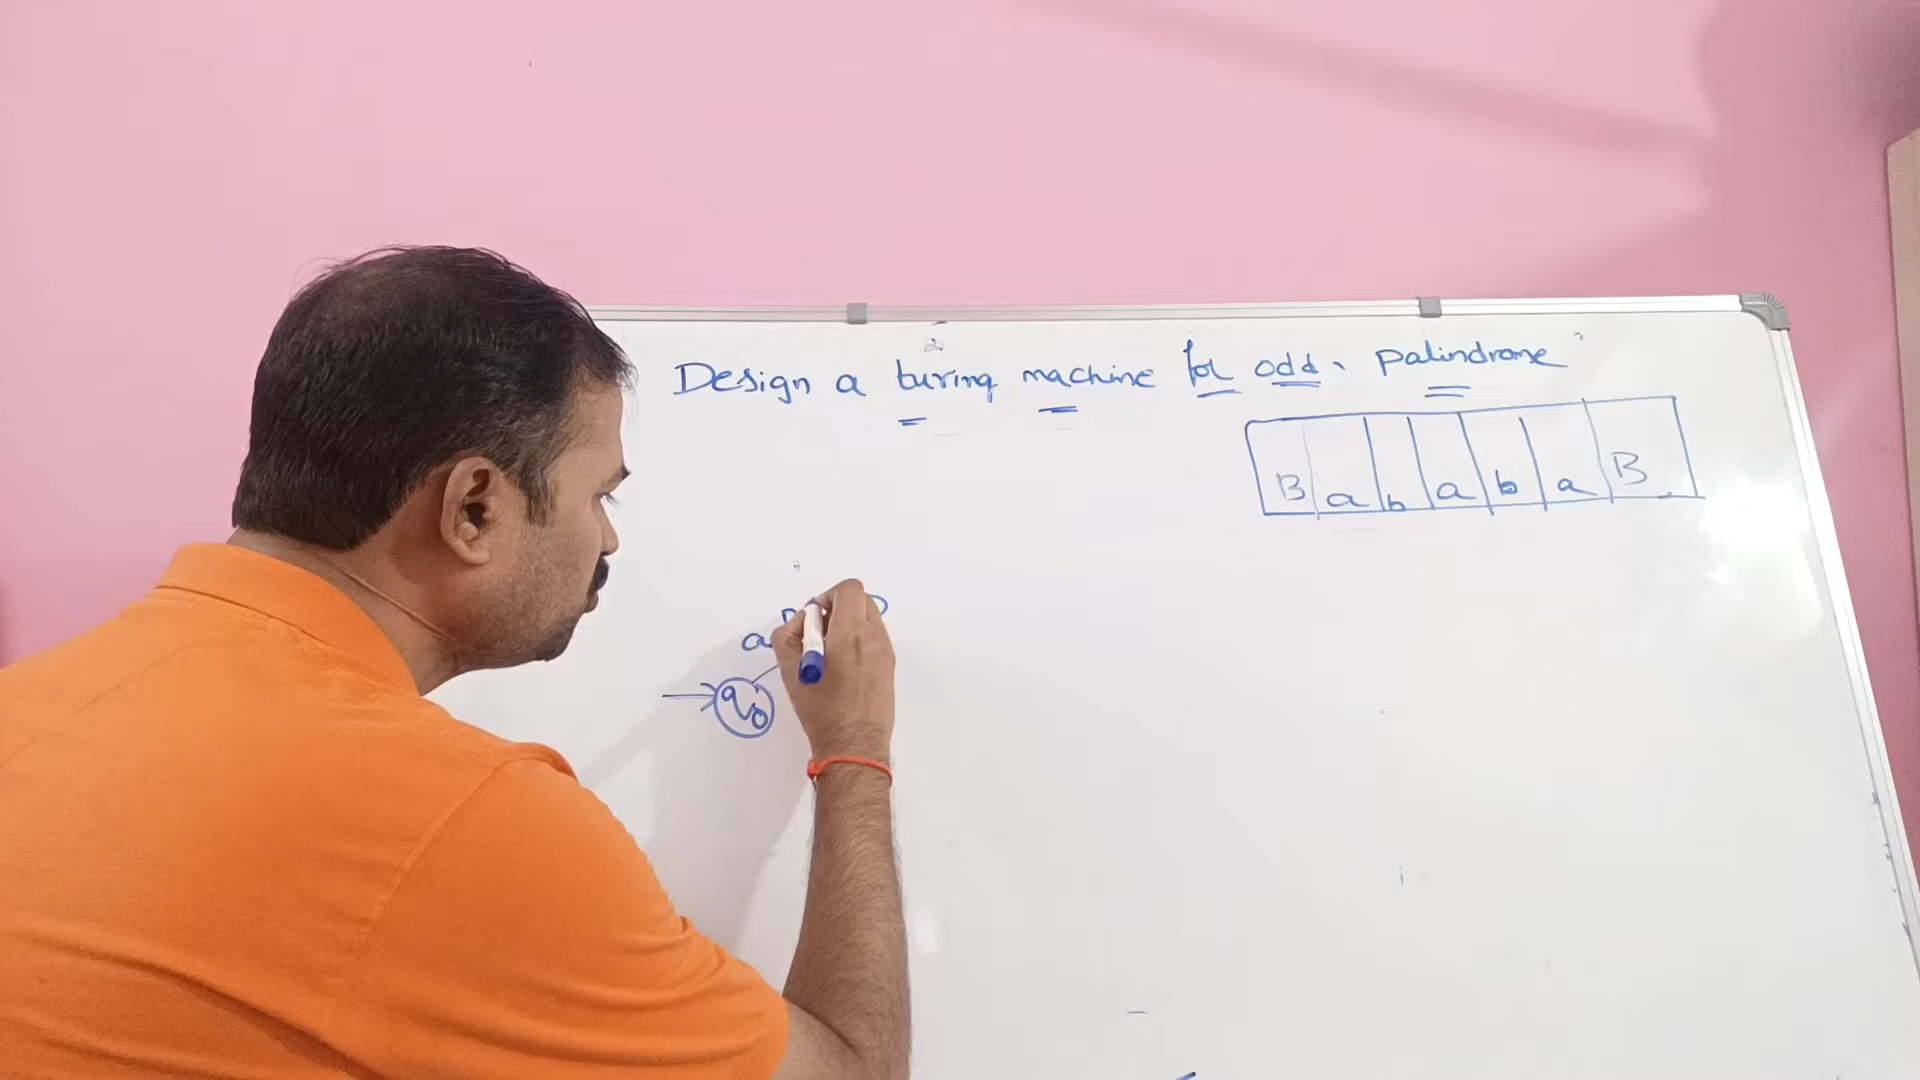 Design a turing machine for odd palindrome
B a b a b a B
a
q0